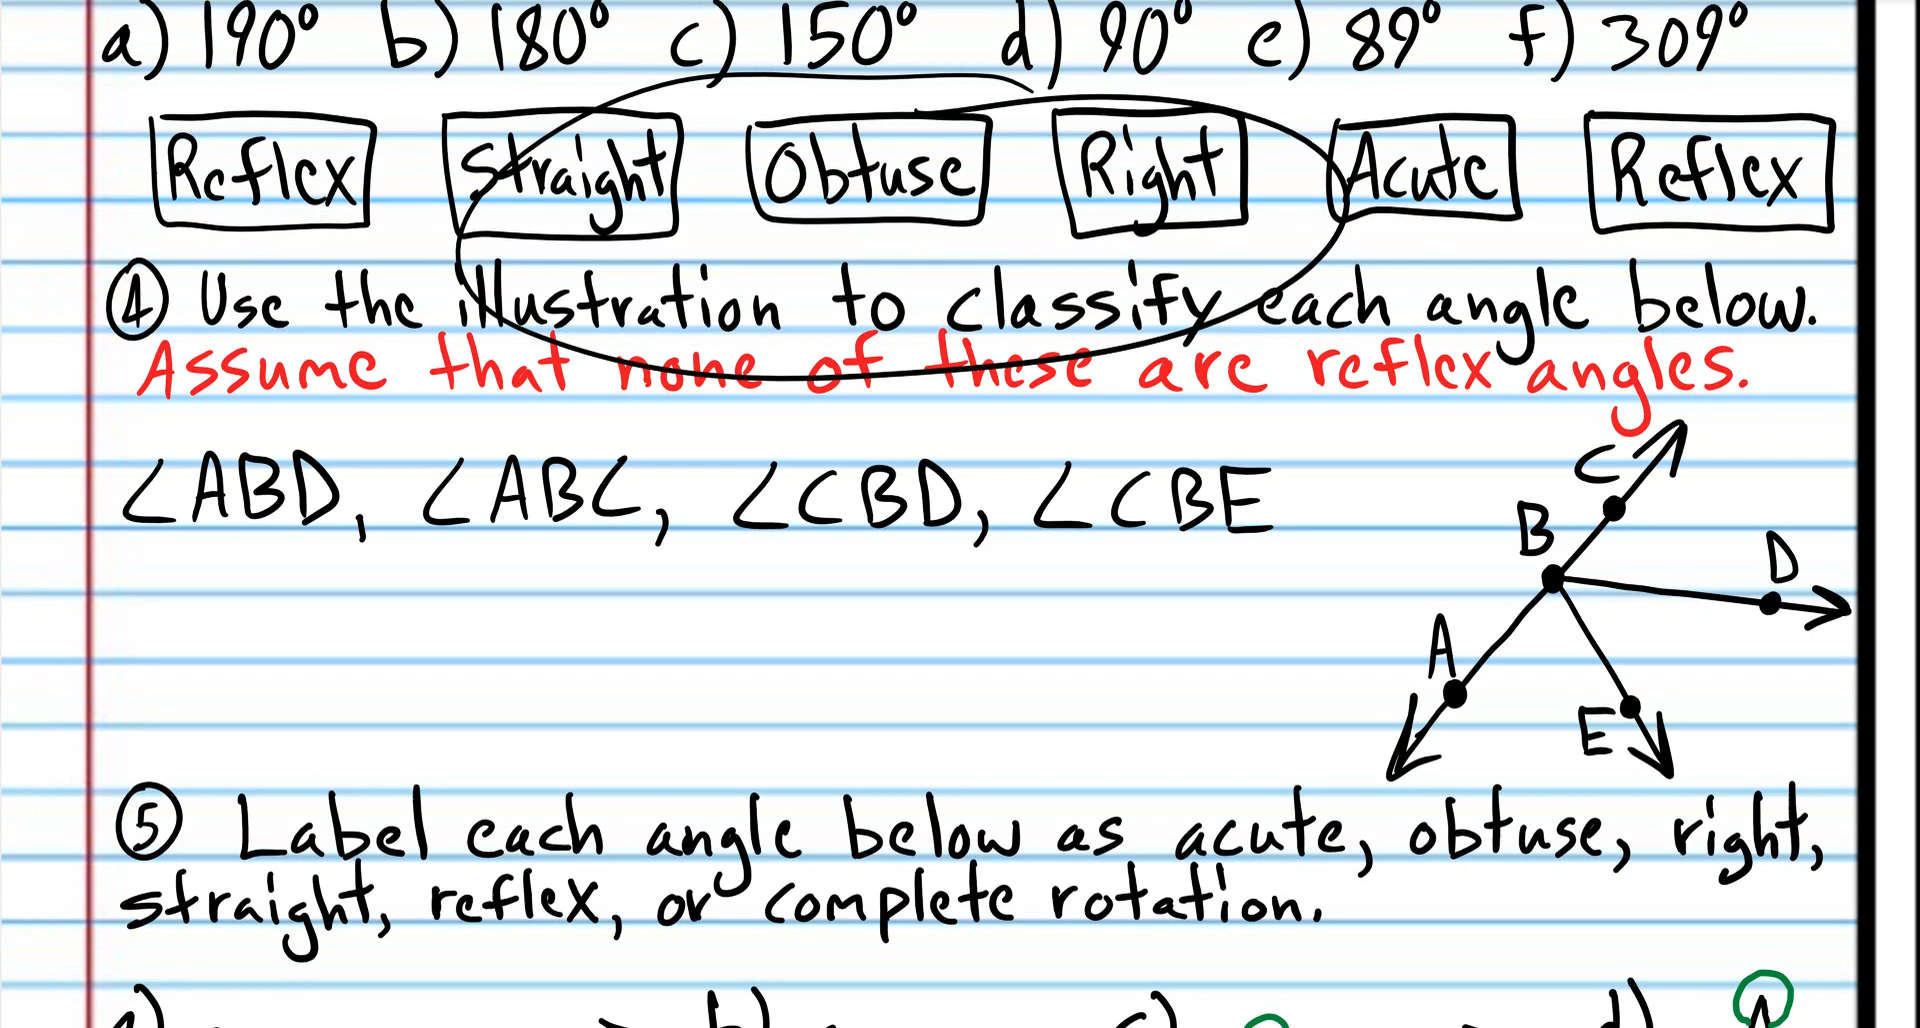 a) 190° b) 180° c) 150° d) 90° e) 89° f) 309°
Reflex Straight Obtuse Right Acute Reflex
④ Use the illustration to classify each angle below.
Assume that none of these are reflex angles.
∠ABD, ∠ABC, ∠CBD, ∠CBE
C
B
D
A
E
⑤ Label each angle below as acute, obtuse, right,
straight, reflex, or complete rotation.
a) b) c) d)